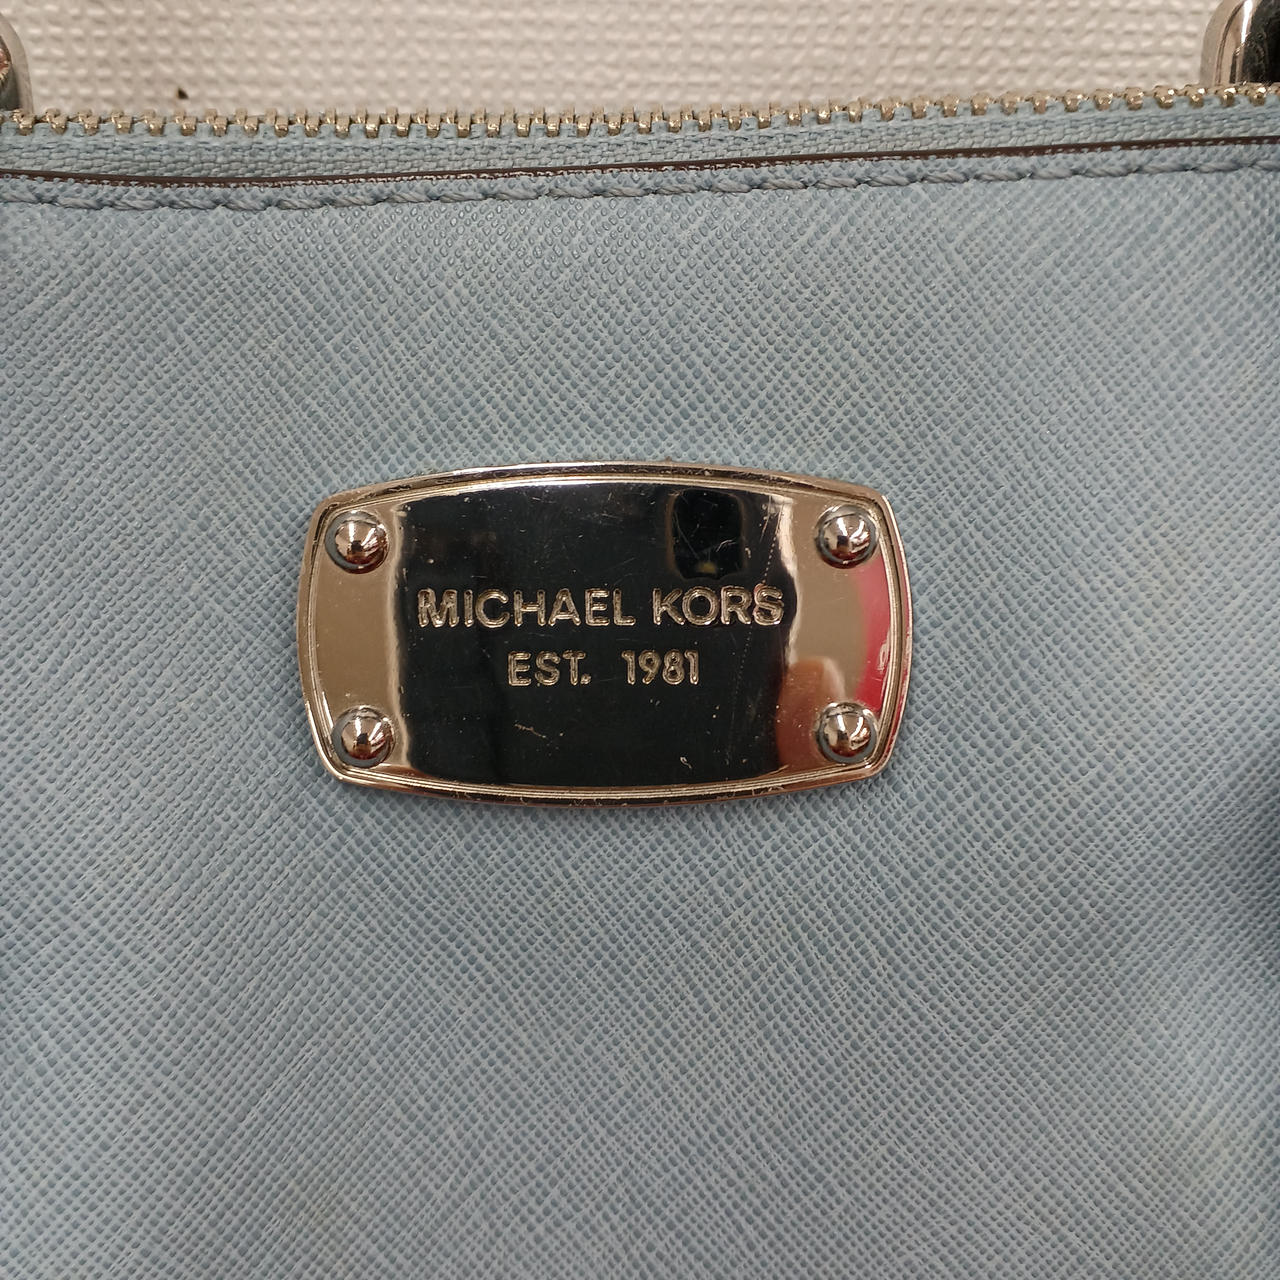 MICHAEL KORS
EST. 1981